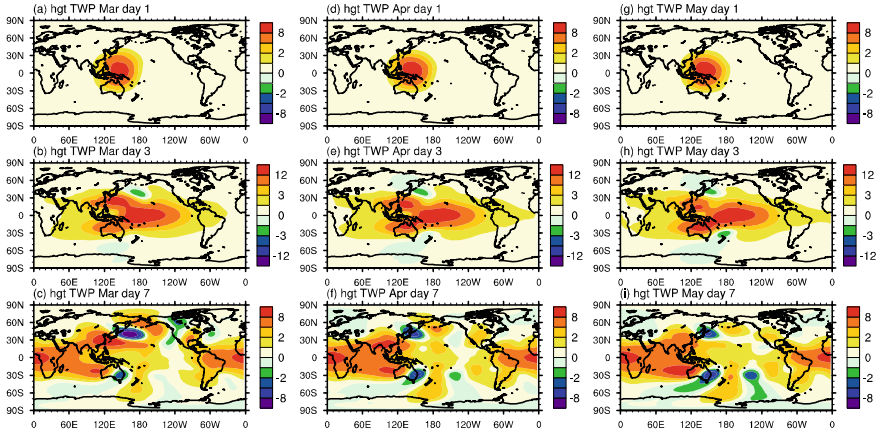 (a) hgt TWP Mar day 1
(d) hgt TWP Apr day 1
(g) hgt TWP May day 1
90N 90N 90N
60N 8 60N 8 60N 8
30N 2 30N 2 30N 2
0 0 0 0 0 0
30S -2 30S -2 30S -2
60S -8 60S -8 60S -8
90S 90S 90S
0 60E 120E 180 120W 60W 0
0 60E 120E 180 120W 60W 0
0 60E 120E 180 120W 60W 0
(b) hgt TWP Mar day 3
(e) hgt TWP Apr day 3
(h) hgt TWP May day 3
90N 90N 90N
60N 12 60N 12 60N 12
30N 3 30N 3 30N 3
0 0 0 0 0 0
30S -3 30S -3 30S -3
60S -12 60S -12 60S -12
90S 90S 90S
0 60E 120E 180 120W 60W 0
0 60E 120E 180 120W 60W 0
0 60E 120E 180 120W 60W 0
(c) hgt TWP Mar day 7
(f) hgt TWP Apr day 7
(i) hgt TWP May day 7
90N 90N 90N
60N 8 60N 8 60N 8
30N 2 30N 2 30N 2
0 0 0 0 0 0
30S -2 30S -2 30S -2
60S -8 60S -8 60S -8
90S 90S 90S
0 60E 120E 180 120W 60W 0
0 60E 120E 180 120W 60W 0
0 60E 120E 180 120W 60W 0